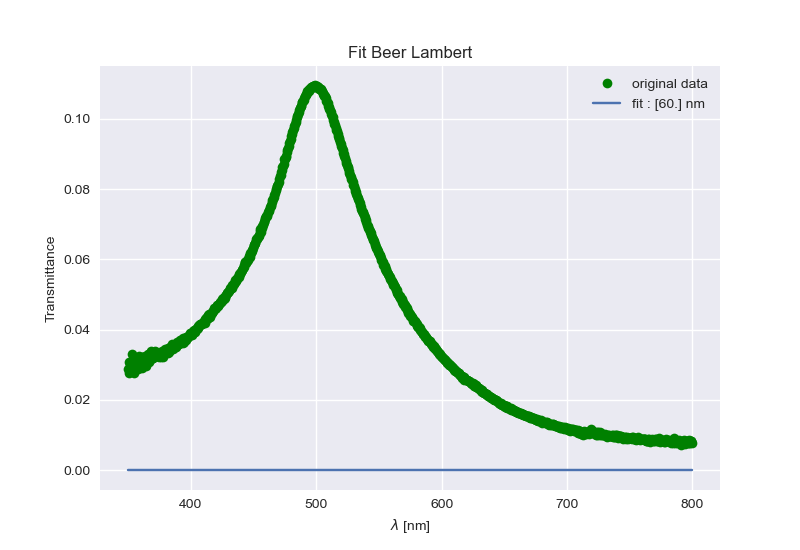 Fit Beer Lambert
original data
fit : [60.] nm
Transmittance
0.10
0.08
0.06
0.04
0.02
0.00
400 500 600 700 800
λ [nm]